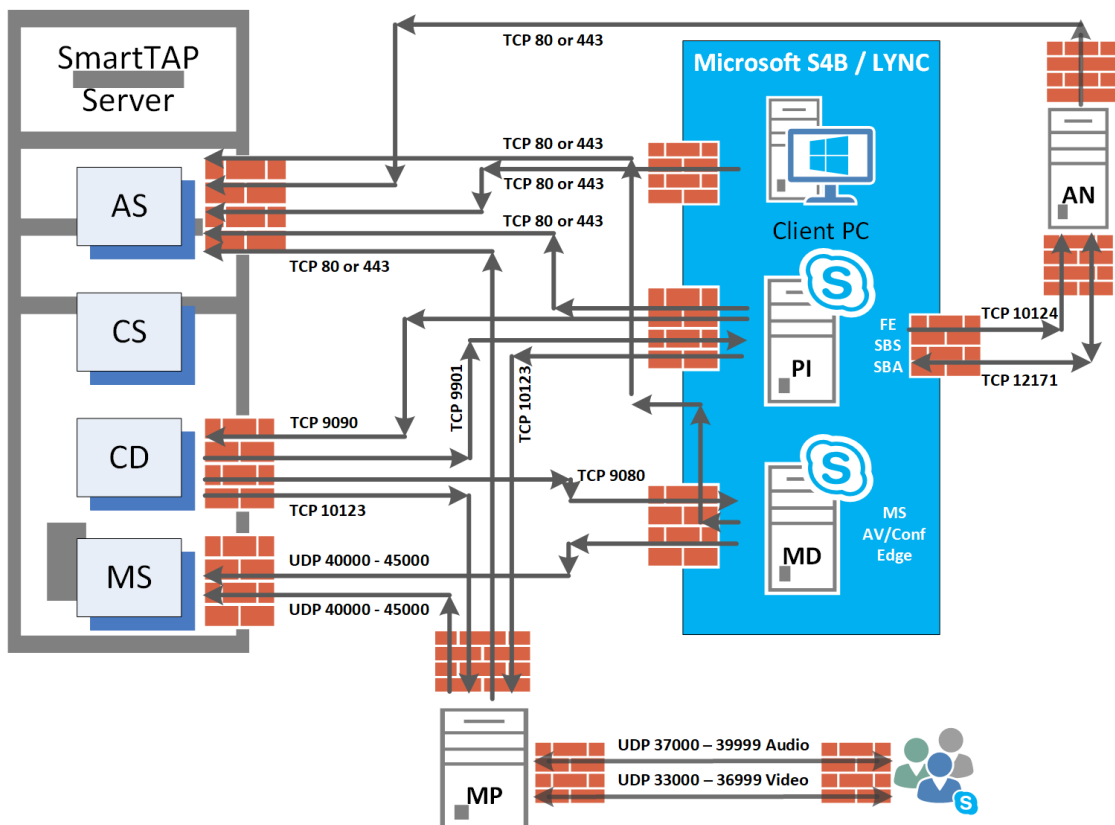 SmartTAP
Server
TCP 80 or 443
Microsoft S4B / LYNC
TCP 80 or 443
TCP 80 or 443
AS
AN
TCP 80 or 443
Client PC
TCP 80 or 443
CS
PI
FE
SBS
SBA
TCP 10124
TCP 12171
TCP 9901
TCP 10123
TCP 9090
CD
TCP 9080
TCP 10123
MS
AV/Conf
Edge
MD
MS
UDP 40000 - 45000
UDP 40000 - 45000
MP
UDP 37000 – 39999 Audio
UDP 33000 – 36999 Video
S
S
S